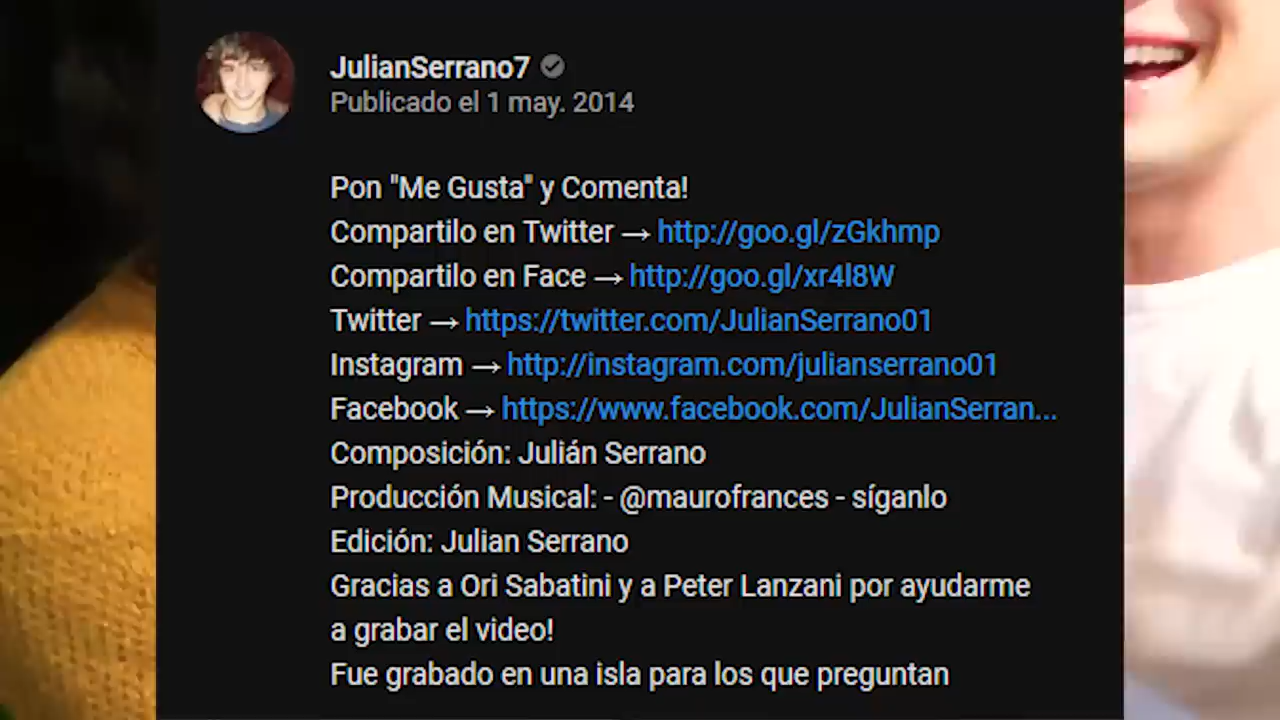 JulianSerrano7
Publicado el 1 may. 2014
Pon "Me Gusta" y Comenta!
Compartilo en Twitter → http://goo.gl/zGkhmp
Compartilo en Face → http://goo.gl/xr4l8W
Twitter → https://twitter.com/JulianSerrano01
Instagram → http://instagram.com/julianserrano01
Facebook → https://www.facebook.com/JulianSerran...
Composición: Julián Serrano
Producción Musical: - @maurofrances - síganlo
Edición: Julian Serrano
Gracias a Ori Sabatini y a Peter Lanzani por ayudarme
a grabar el video!
Fue grabado en una isla para los que preguntan